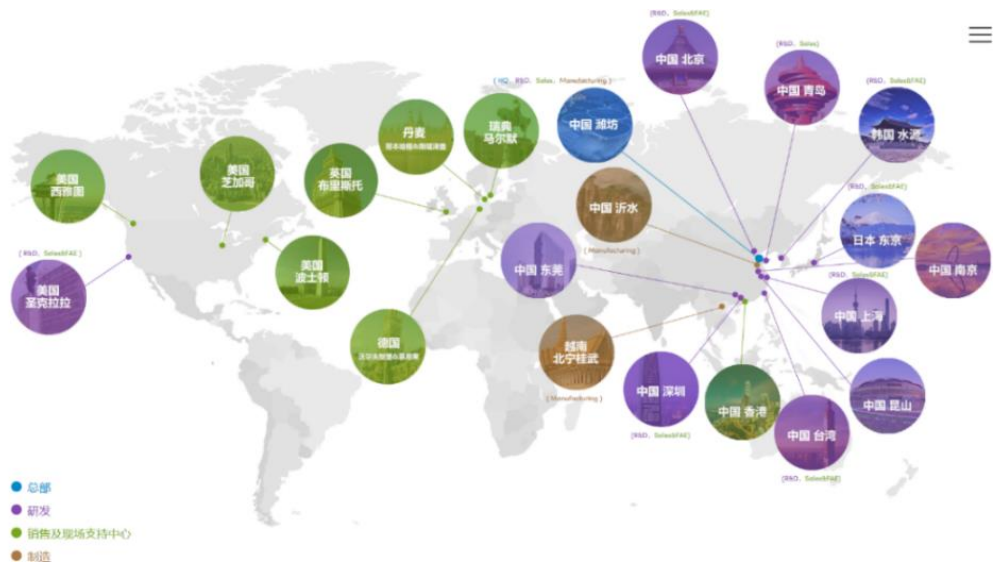 (R&D、Sales&FAE)
中国 北京
(R&D、Sales)
中国 青岛
(HQ、R&D、Sales、Manufacturing)
中国 潍坊
(R&D、Sales&FAE)
韩国 水源
丹麦
瑞典
马尔默
美国
西雅图
美国
芝加哥
英国
布里斯托
中国 沂水
(Manufacturing)
(R&D、Sales&FAE)
日本 东京
(R&D、Sales&FAE)
美国
圣克拉拉
美国
波士顿
中国 东莞
中国 南京
(R&D、Sales&FAE)
中国 上海
德国
越南
北宁桂武
(Manufacturing)
中国 深圳
(R&D、Sales&FAE)
中国 香港
中国 台湾
(R&D、Sales&FAE)
中国 昆山
总部
研发
销售及现场支持中心
制造